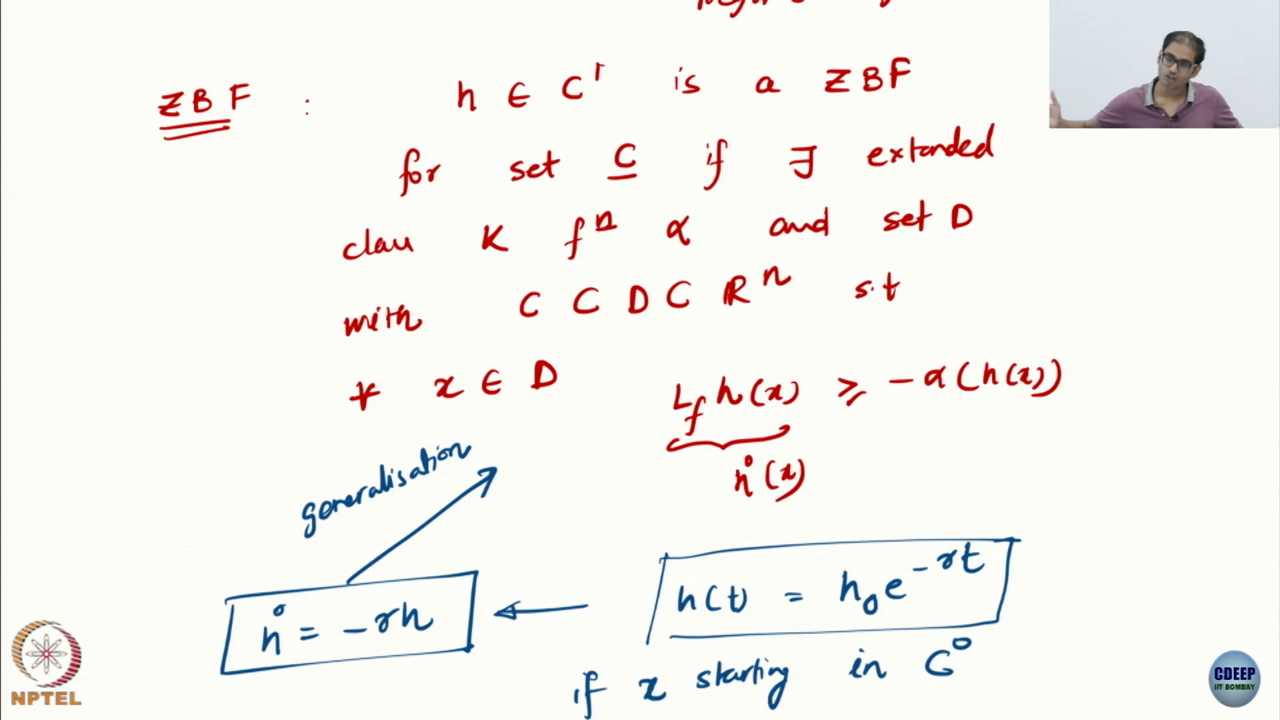 ZBF : h ∈ C¹ is a ZBF
for set C if ∃ extended
class K fⁿ α and set D
with C ⊂ D ⊂ ℝⁿ s.t
∀ x ∈ D L_f h(x) ≥ -α(h(x))
ḣ(x)
generalisation
ḣ = -γh ← h(t) = h₀e^{-γt}
if x starting in C°
NPTEL
CDEEP
IIT BOMBAY